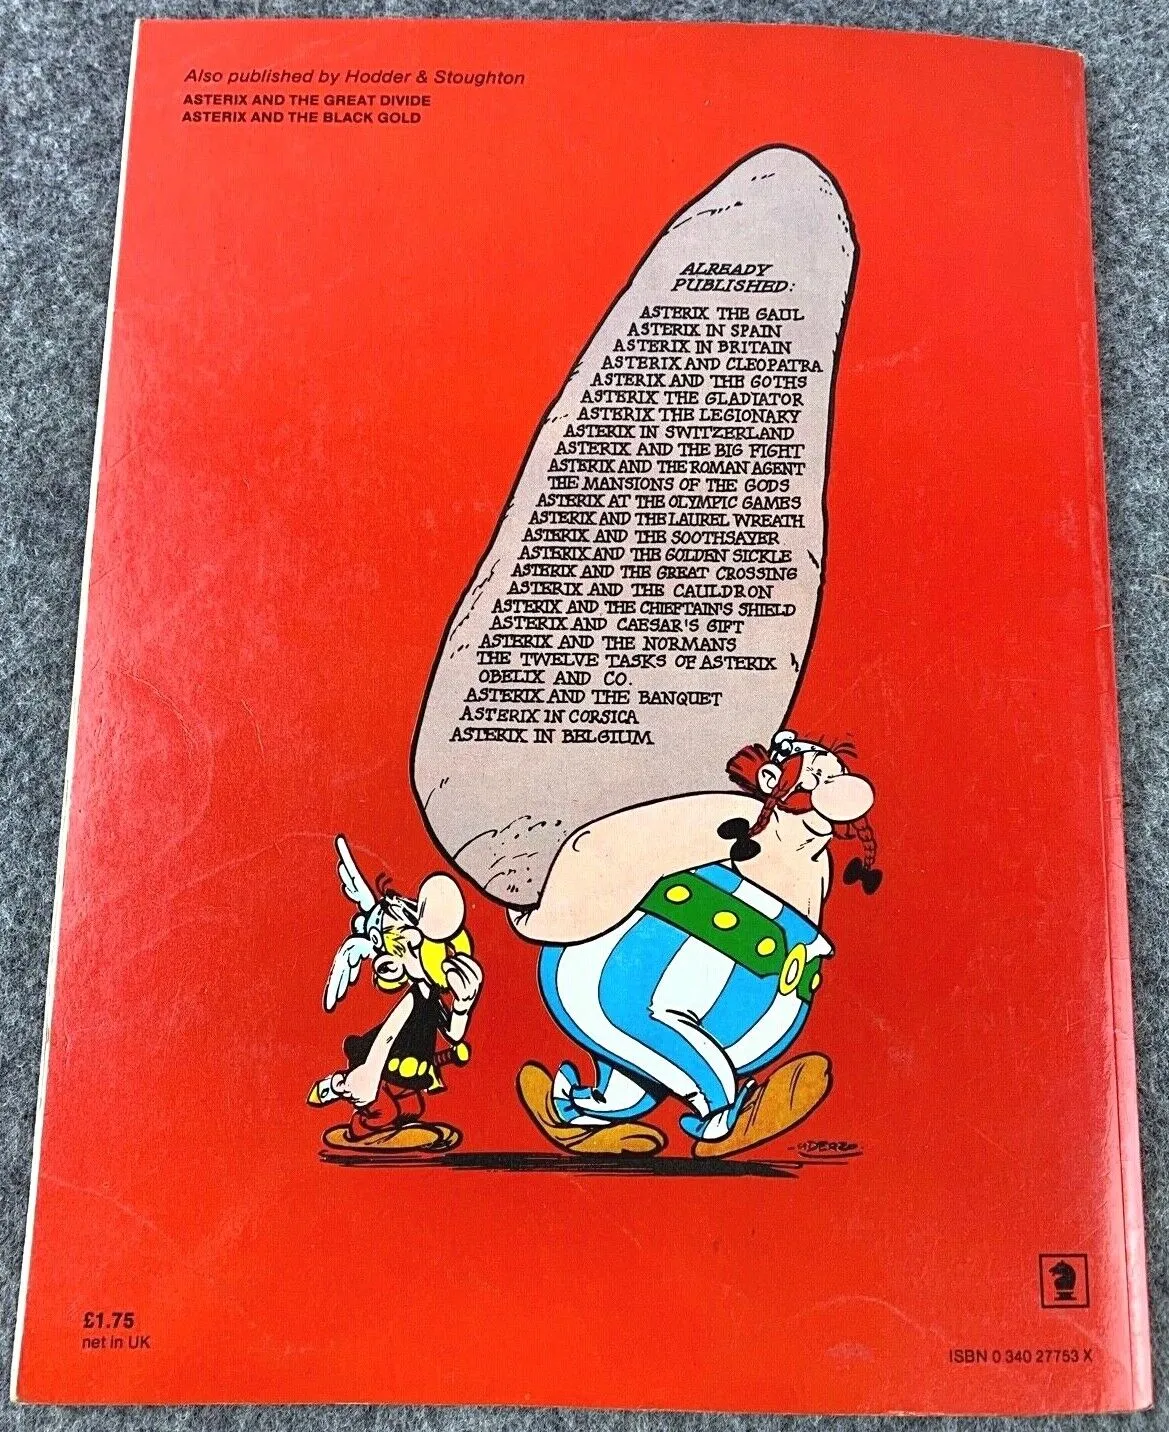 Also published by Hodder & Stoughton
ASTERIX AND THE GREAT DIVIDE
ASTERIX AND THE BLACK GOLD
ALREADY
PUBLISHED:
ASTERIX THE GAUL
ASTERIX IN SPAIN
ASTERIX IN BRITAIN
ASTERIX AND CLEOPATRA
ASTERIX AND THE GOTHS
ASTERIX THE GLADIATOR
ASTERIX THE LEGIONARY
ASTERIX IN SWITZERLAND
ASTERIX AND THE BIG FIGHT
ASTERIX AND THE ROMAN AGENT
THE MANSIONS OF THE GODS
ASTERIX AT THE OLYMPIC GAMES
ASTERIX AND THE LAUREL WREATH
ASTERIX AND THE SOOTHSAYER
ASTERIX AND THE GOLDEN SICKLE
ASTERIX AND THE GREAT CROSSING
ASTERIX AND THE CAULDRON
ASTERIX AND THE CHIEFTAIN'S SHIELD
ASTERIX AND CAESAR'S GIFT
ASTERIX AND THE NORMANS
THE TWELVE TASKS OF ASTERIX
OBELIX AND CO.
ASTERIX AND THE BANQUET
ASTERIX IN CORSICA
ASTERIX IN BELGIUM
-UDERZO-
£1.75
net in UK
ISBN 0 340 27753 X